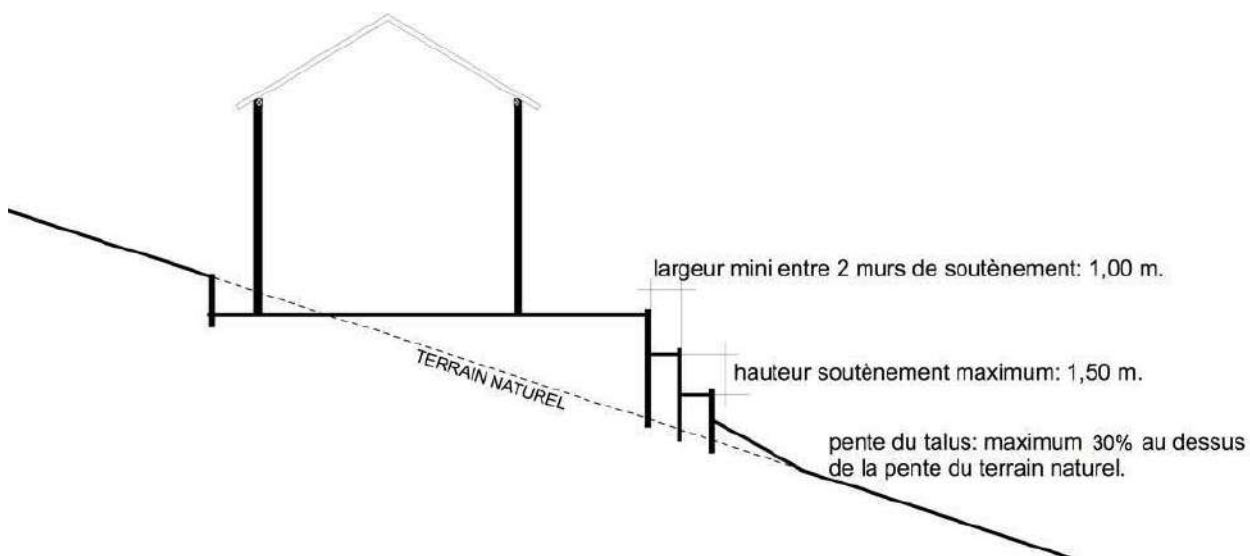 largeur mini entre 2 murs de soutènement: 1,00 m.
TERRAIN NATUREL
hauteur soutènement maximum: 1,50 m.
pente du talus: maximum 30% au dessus
de la pente du terrain naturel.